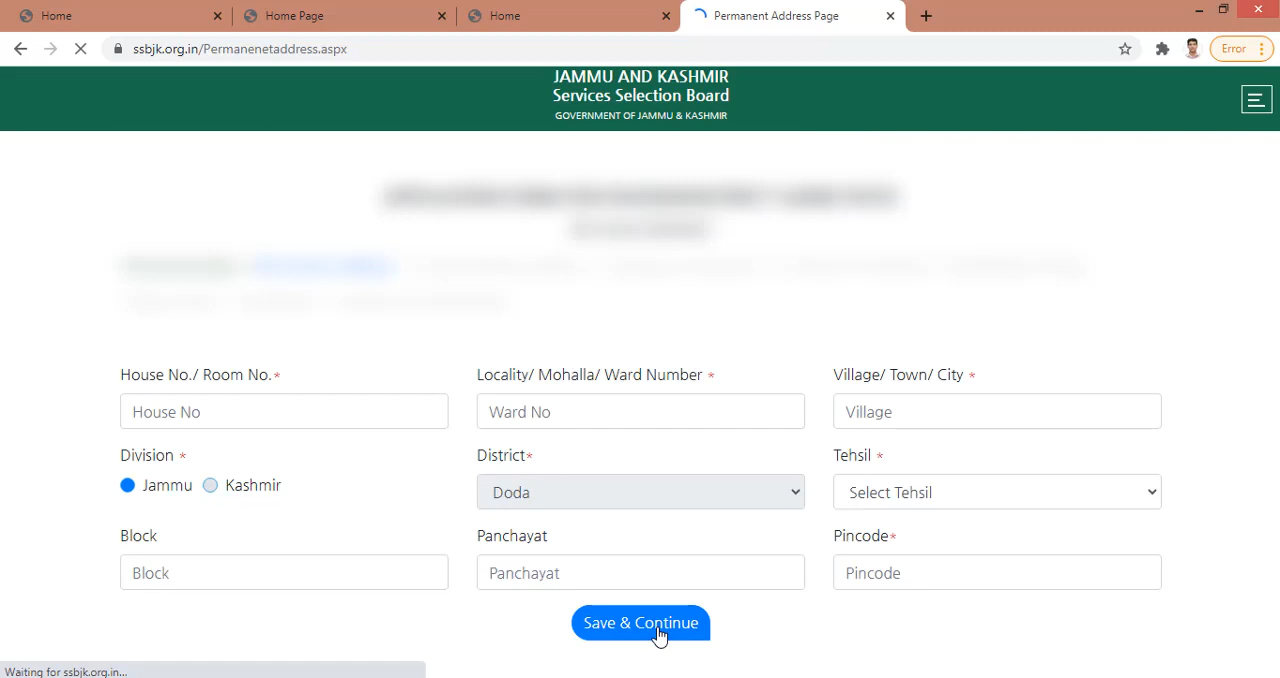 Home
Home Page
Home
Permanent Address Page
ssbjk.org.in/Permanenetaddress.aspx
Error
JAMMU AND KASHMIR
Services Selection Board
GOVERNMENT OF JAMMU & KASHMIR
House No./ Room No.*
Locality/ Mohalla/ Ward Number *
Village/ Town/ City *
House No
Ward No
Village
Division *
District*
Tehsil *
Jammu
Kashmir
Doda
Select Tehsil
Block
Panchayat
Pincode*
Block
Panchayat
Pincode
Save & Continue
Waiting for ssbjk.org.in...